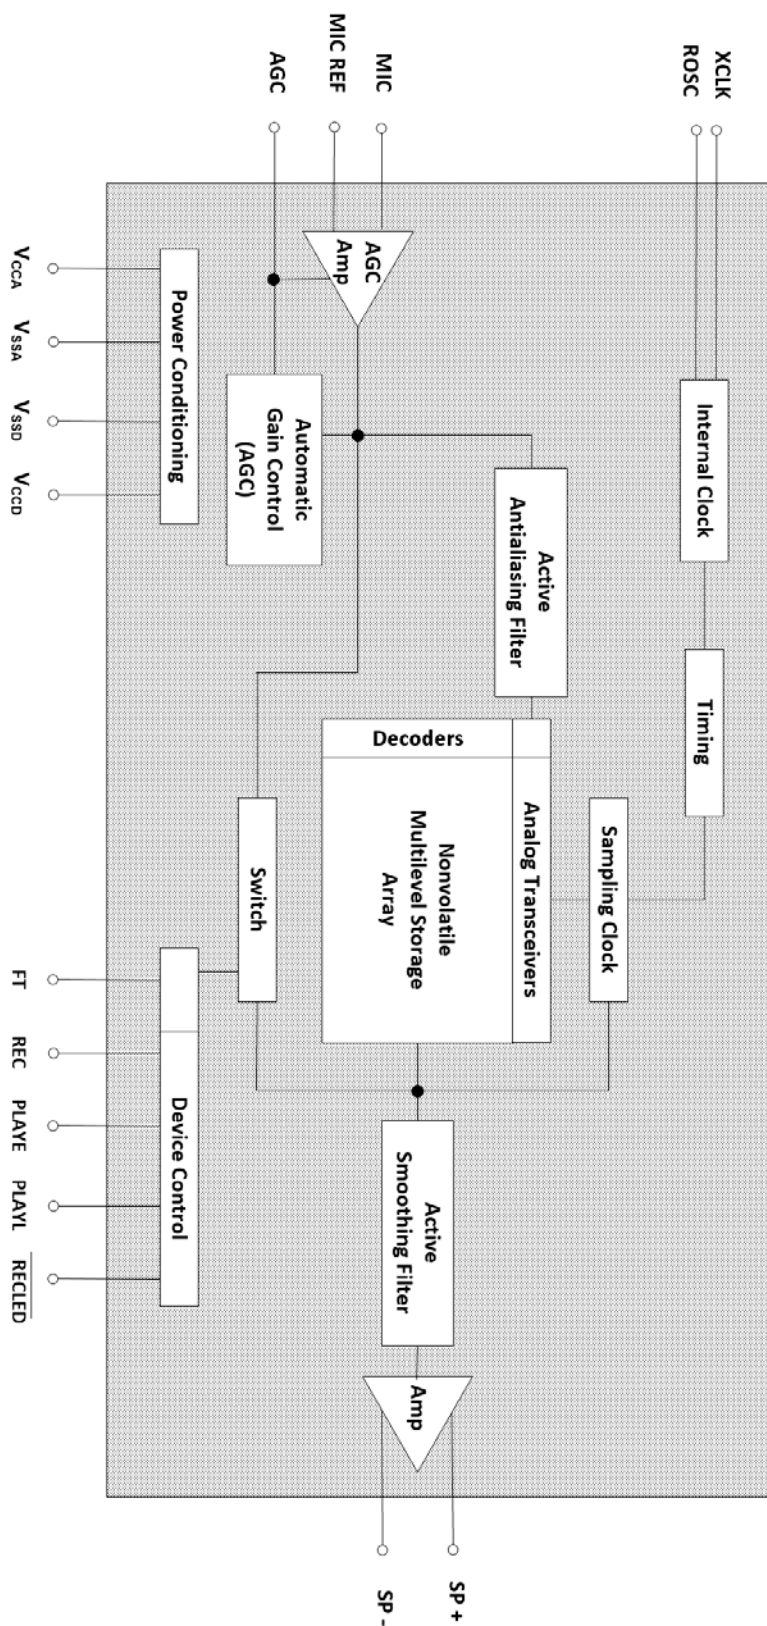 XCLK
ROSC
Internal Clock
Timing
Sampling Clock
MIC
MIC REF
AGC
AGC
Amp
Active
Antialiasing Filter
Analog Transceivers
Decoders
Nonvolatile
Multilevel Storage
Array
Active
Smoothing Filter
Amp
SP +
SP -
Automatic
Gain Control
(AGC)
Switch
Power Conditioning
Device Control
VCCA
VSSA
VSSD
VCCD
FT
REC
PLAYE
PLAYL
RECLED